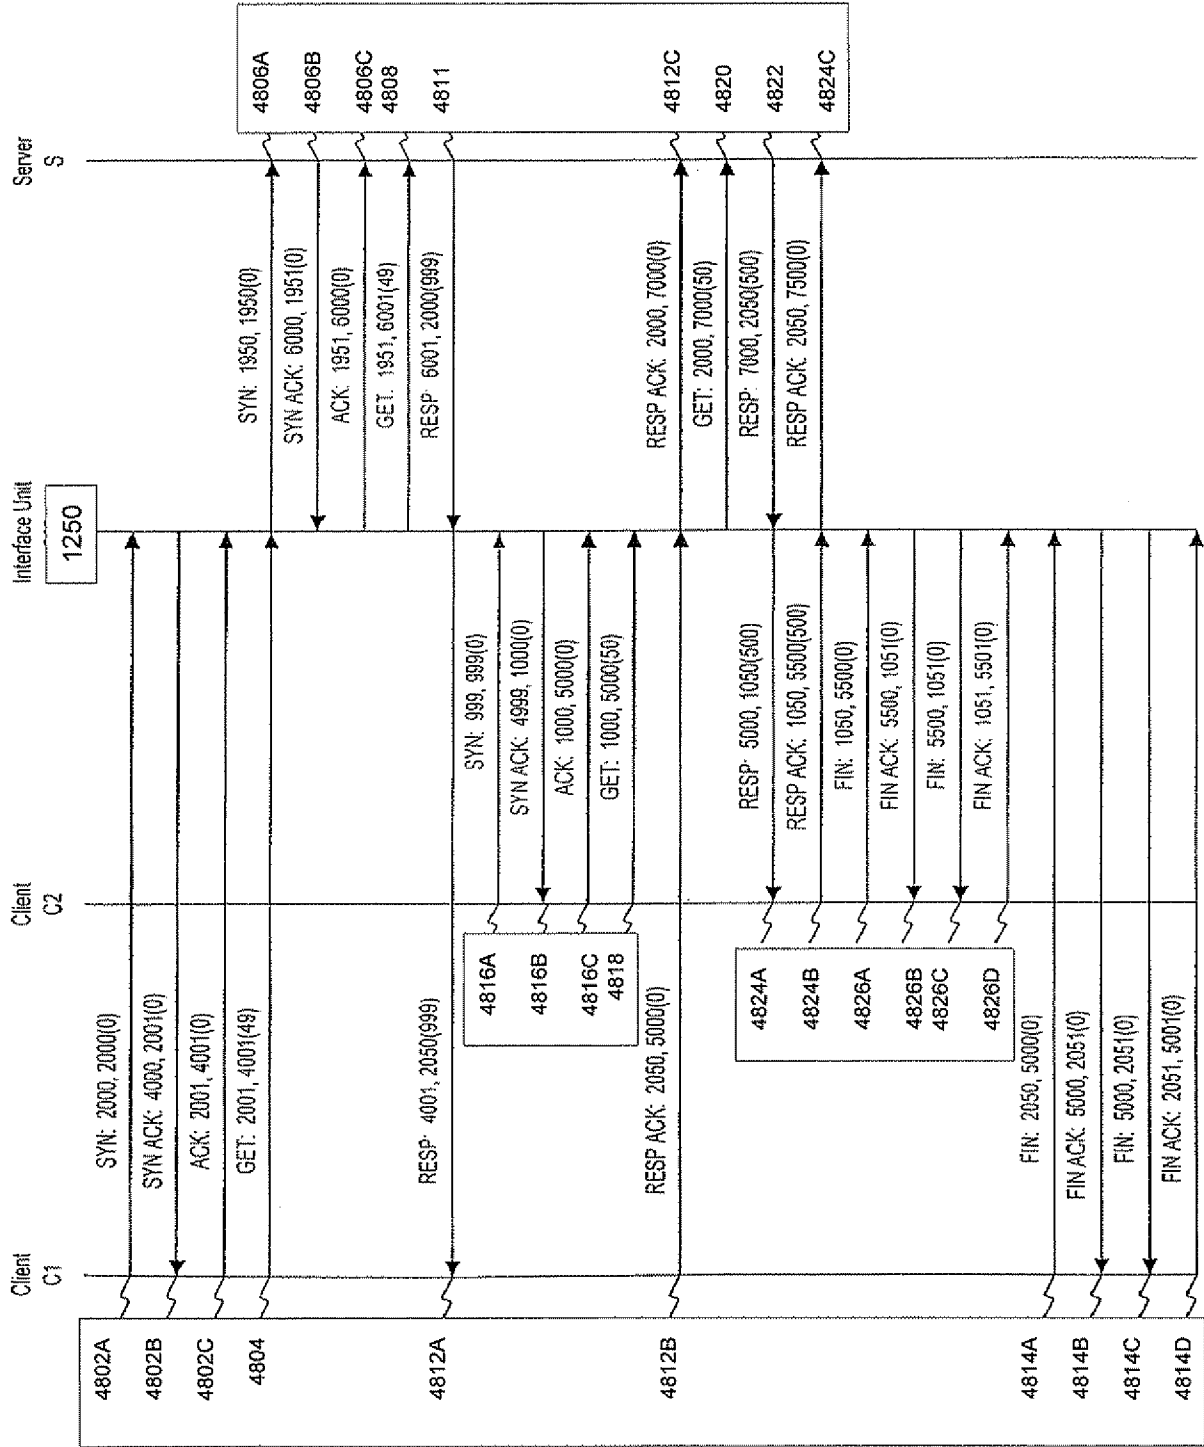 Client
C1
Client
C2
Interface Unit
1250
Server
S
4802A
4802B
4802C
4804
4812A
4812B
4814A
4814B
4814C
4814D
SYN: 2000, 2000(0)
SYN ACK: 4000, 2001(0)
ACK: 2001, 4001(0)
GET: 2001, 4001(49)
RESP: 4001, 2050(999)
RESP ACK: 2050, 5000(0)
FIN: 2050, 5000(0)
FIN ACK: 5000, 2051(0)
FIN: 5000, 2051(0)
FIN ACK: 2051, 5001(0)
4816A
4816B
4816C
4818
4824A
4824B
4826A
4826B
4826C
4826D
SYN: 999, 999(0)
SYN ACK: 4999, 1000(0)
ACK: 1000, 5000(0)
GET: 1000, 5000(50)
RESP: 5000, 1050(500)
RESP ACK: 1050, 5500(500)
FIN: 1050, 5500(0)
FIN ACK: 5500, 1051(0)
FIN: 5500, 1051(0)
FIN ACK: 1051, 5501(0)
SYN: 1950, 1950(0)
SYN ACK: 6000, 1951(0)
ACK: 1951, 6000(0)
GET: 1951, 6001(49)
RESP: 6001, 2000(999)
RESP ACK: 2000, 7000(0)
GET: 2000, 7000(50)
RESP: 7000, 2050(500)
RESP ACK: 2050, 7500(0)
4806A
4806B
4806C
4808
4811
4812C
4820
4822
4824C